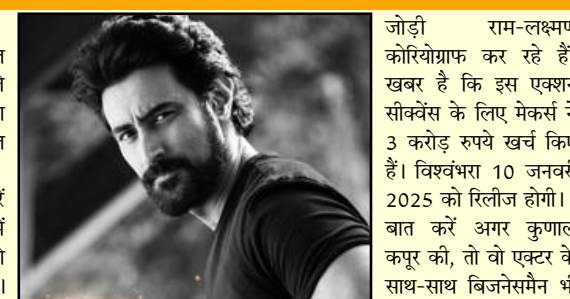 जोड़ी राम-लक्ष्मण
कोरियोग्राफ कर रहे हैं
खबर है कि इस एक्शन
सीक्वेंस के लिए मेकर्स ने
3 करोड़ रुपये खर्च किए
हैं। विश्वंभरा 10 जनवरी
2025 को रिलीज होगी।
बात करें अगर कुणाल
कपूर की, तो वो एक्टर के
साथ-साथ बिजनेसमैन भी